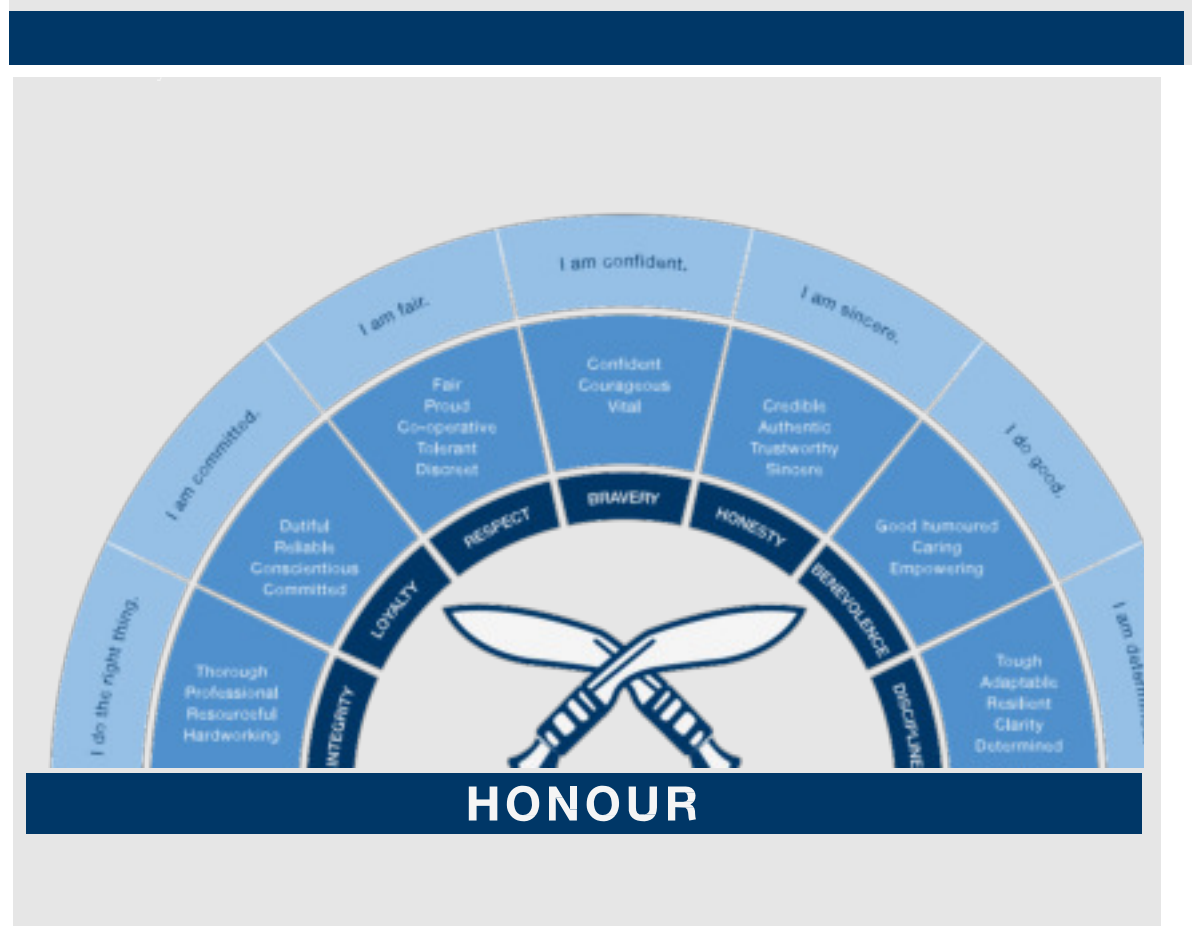 I do the right thing.
I am committed.
I am fair.
I am confident.
I am sincere.
I do good.
I am
Thorough
Professional
Resourceful
Hardworking
Dutiful
Reliable
Conscientious
Committed
Fair
Proud
Co-operative
Tolerant
Discreet
Confident
Courageous
Vital
Credible
Authentic
Trustworthy
Sincere
Good humoured
Caring
Empowering
Tough
Adaptable
Resilient
Clarity
Determined
INTEGRITY
LOYALTY
RESPECT
BRAVERY
HONESTY
BENEVOLENCE
DISCIPLINE
HONOUR